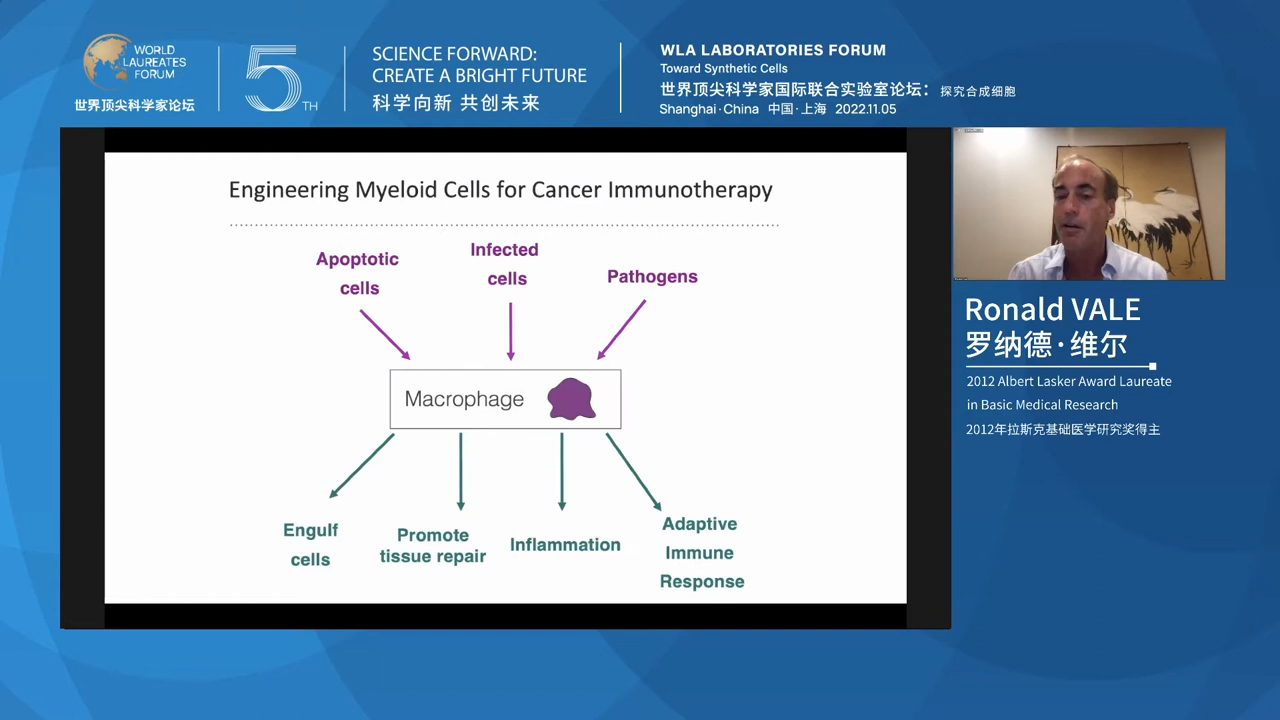 WORLD
LAUREATES
FORUM
世界顶尖科学家论坛
5TH
SCIENCE FORWARD:
CREATE A BRIGHT FUTURE
科学向新 共创未来
WLA LABORATORIES FORUM
Toward Synthetic Cells
世界顶尖科学家国际联合实验室论坛：探究合成细胞
Shanghai·China 中国·上海 2022.11.05
Engineering Myeloid Cells for Cancer Immunotherapy
Apoptotic
cells
Infected
cells
Pathogens
Macrophage
Engulf
cells
Promote
tissue repair
Inflammation
Adaptive
Immune
Response
Ronald VALE
罗纳德·维尔
2012 Albert Lasker Award Laureate
in Basic Medical Research
2012年拉斯克基础医学研究奖得主